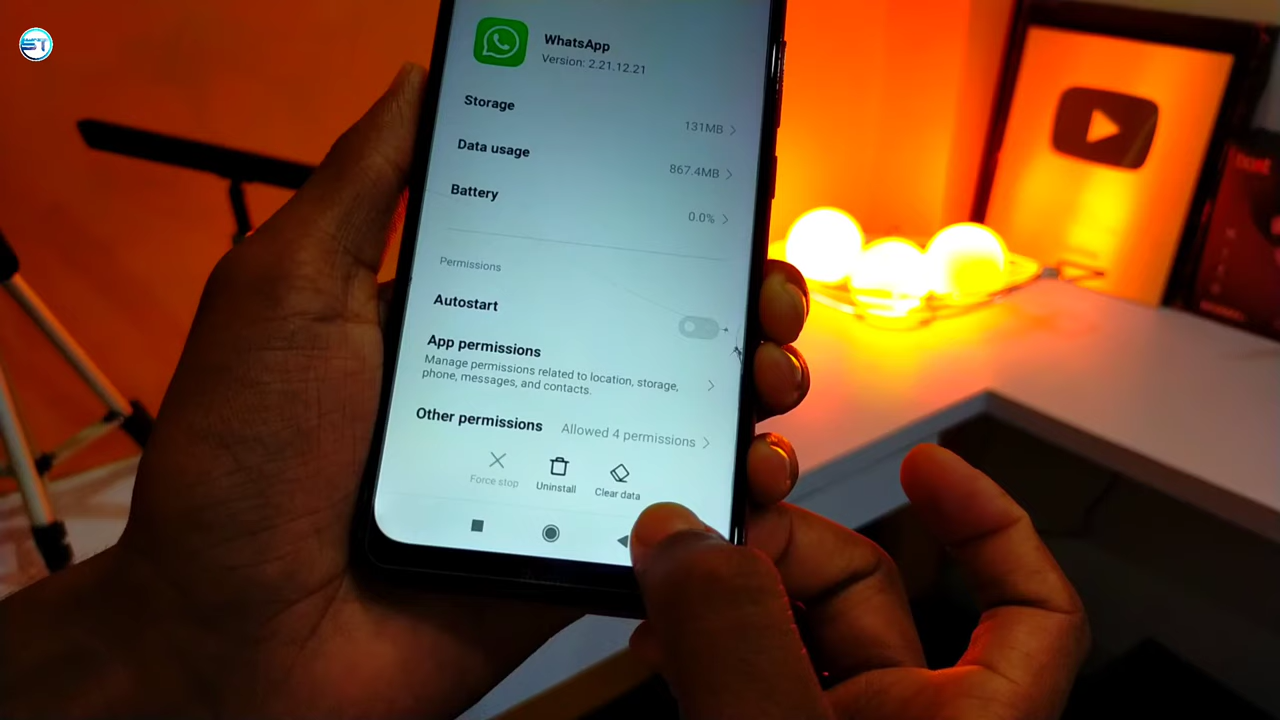 ST
WhatsApp
Version: 2.21.12.21
Storage
131MB
Data usage
867.4MB
Battery
0.0%
Permissions
Autostart
App permissions
Manage permissions related to location, storage,
phone, messages, and contacts.
Other permissions Allowed 4 permissions
Force stop Uninstall Clear data